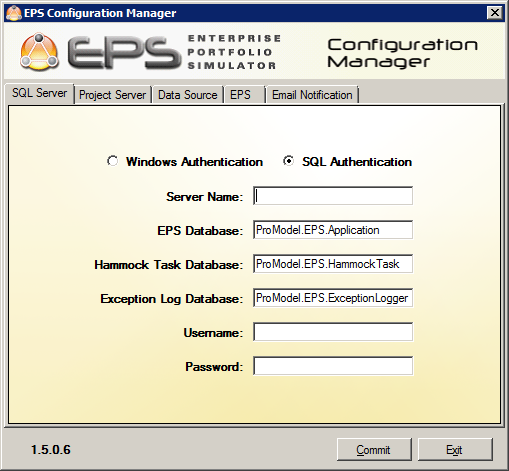 EPS Configuration Manager
EPS ENTERPRISE PORTFOLIO SIMULATOR
Configuration Manager
SQL Server Project Server Data Source EPS Email Notification
Windows Authentication SQL Authentication
Server Name:
EPS Database: ProModel.EPS.Application
Hammock Task Database: ProModel.EPS.HammockTask
Exception Log Database: ProModel.EPS.ExceptionLogger
Username:
Password:
1.5.0.6 Commit Exit